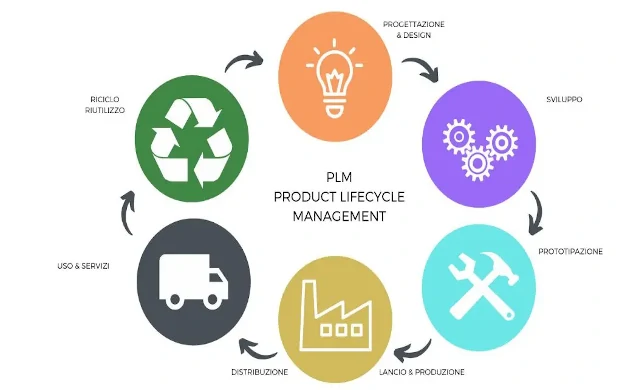 PROGETTAZIONE
& DESIGN
SVILUPPO
RICICLO
RIUTILIZZO
PLM
PRODUCT LIFECYCLE
MANAGEMENT
PROTOTIPAZIONE
USO & SERVIZI
DISTRIBUZIONE
LANCIO & PRODUZIONE